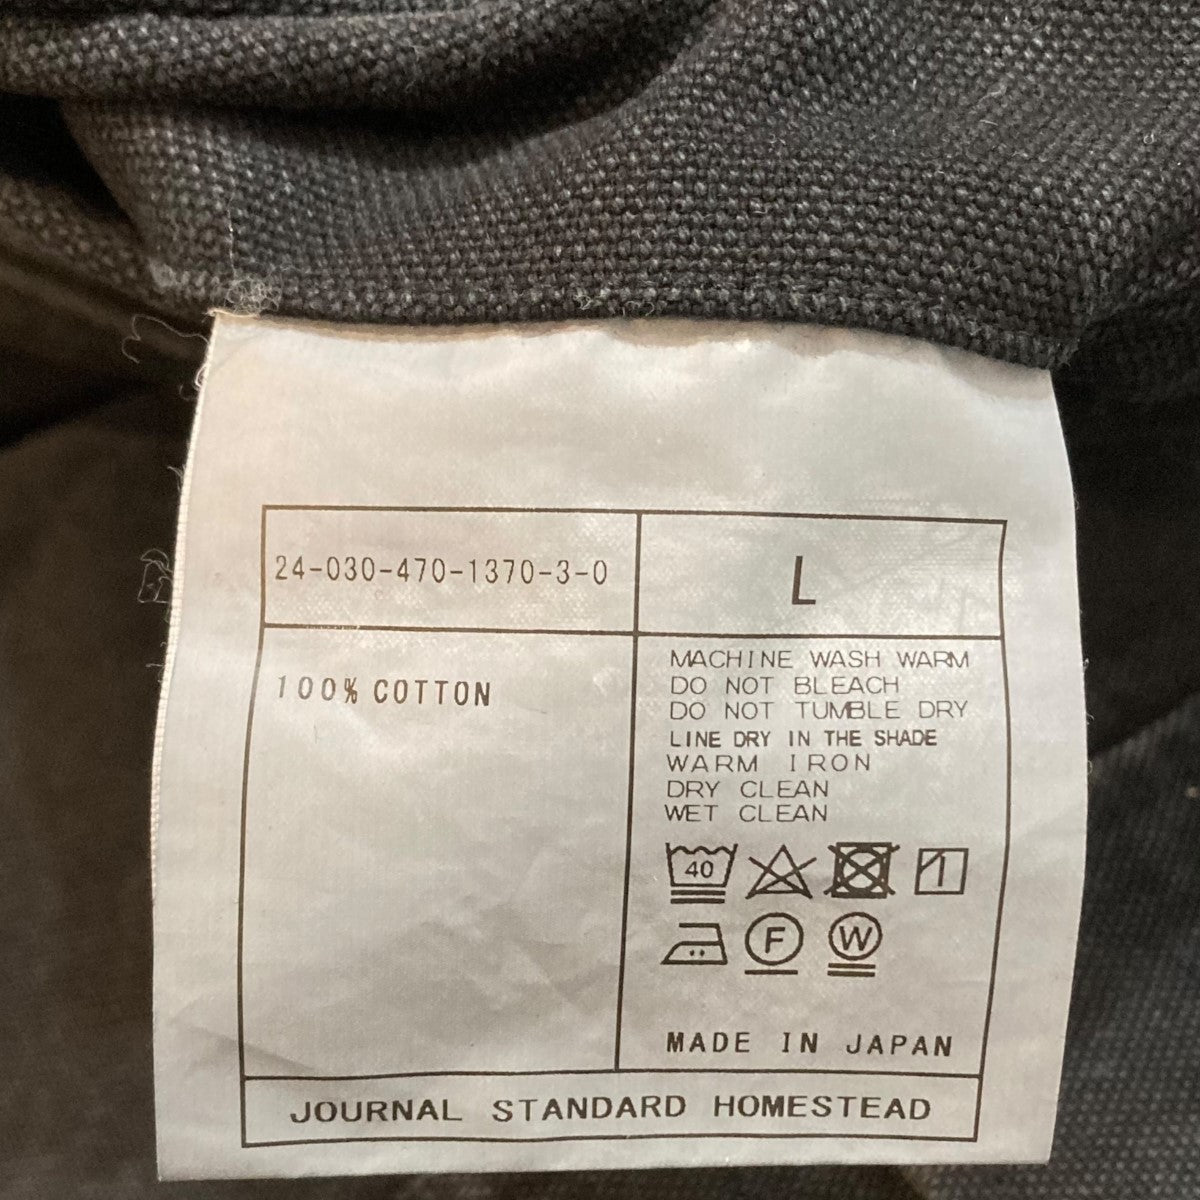 24-030-470-1370-3-0
L
100% COTTON
MACHINE WASH WARM
DO NOT BLEACH
DO NOT TUMBLE DRY
LINE DRY IN THE SHADE
WARM IRON
DRY CLEAN
WET CLEAN
40
F
W
MADE IN JAPAN
JOURNAL STANDARD HOMESTEAD